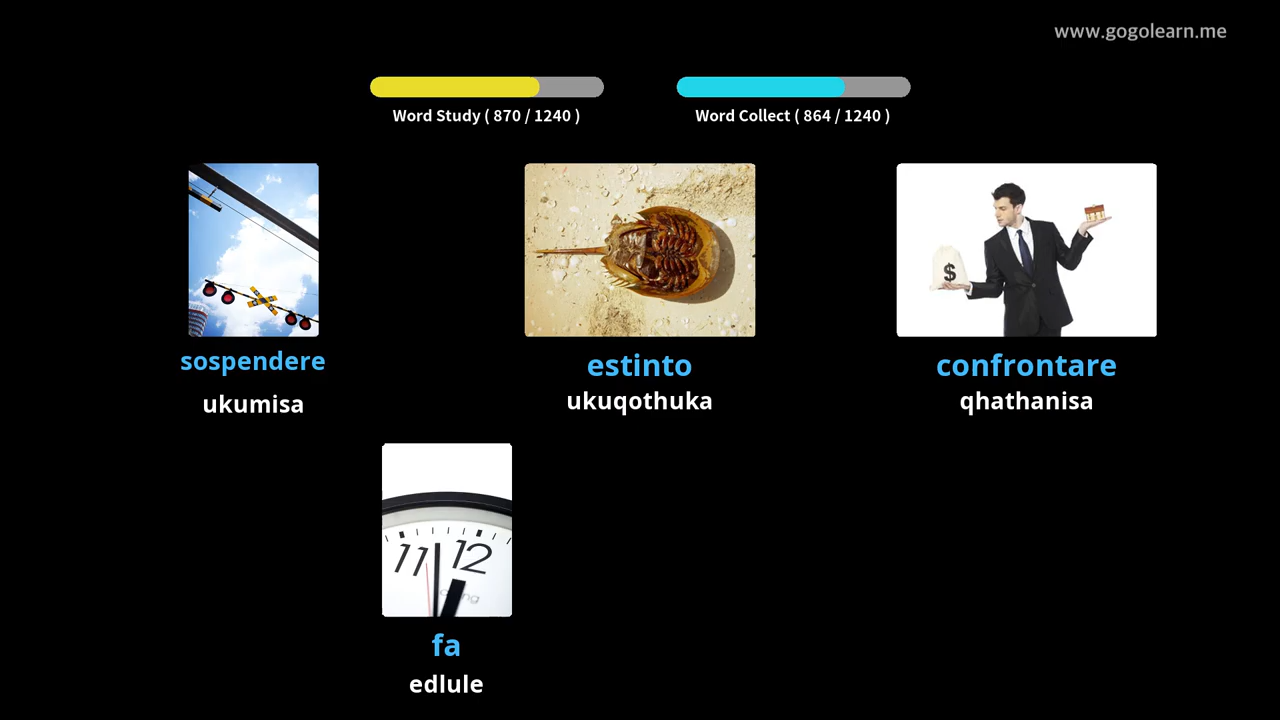 www.gogolearn.me
Word Study ( 870 / 1240 )
Word Collect ( 864 / 1240 )
$
sospendere
estinto
confrontare
ukumisa
ukuqothuka
qhathanisa
11 12
fa
edlule